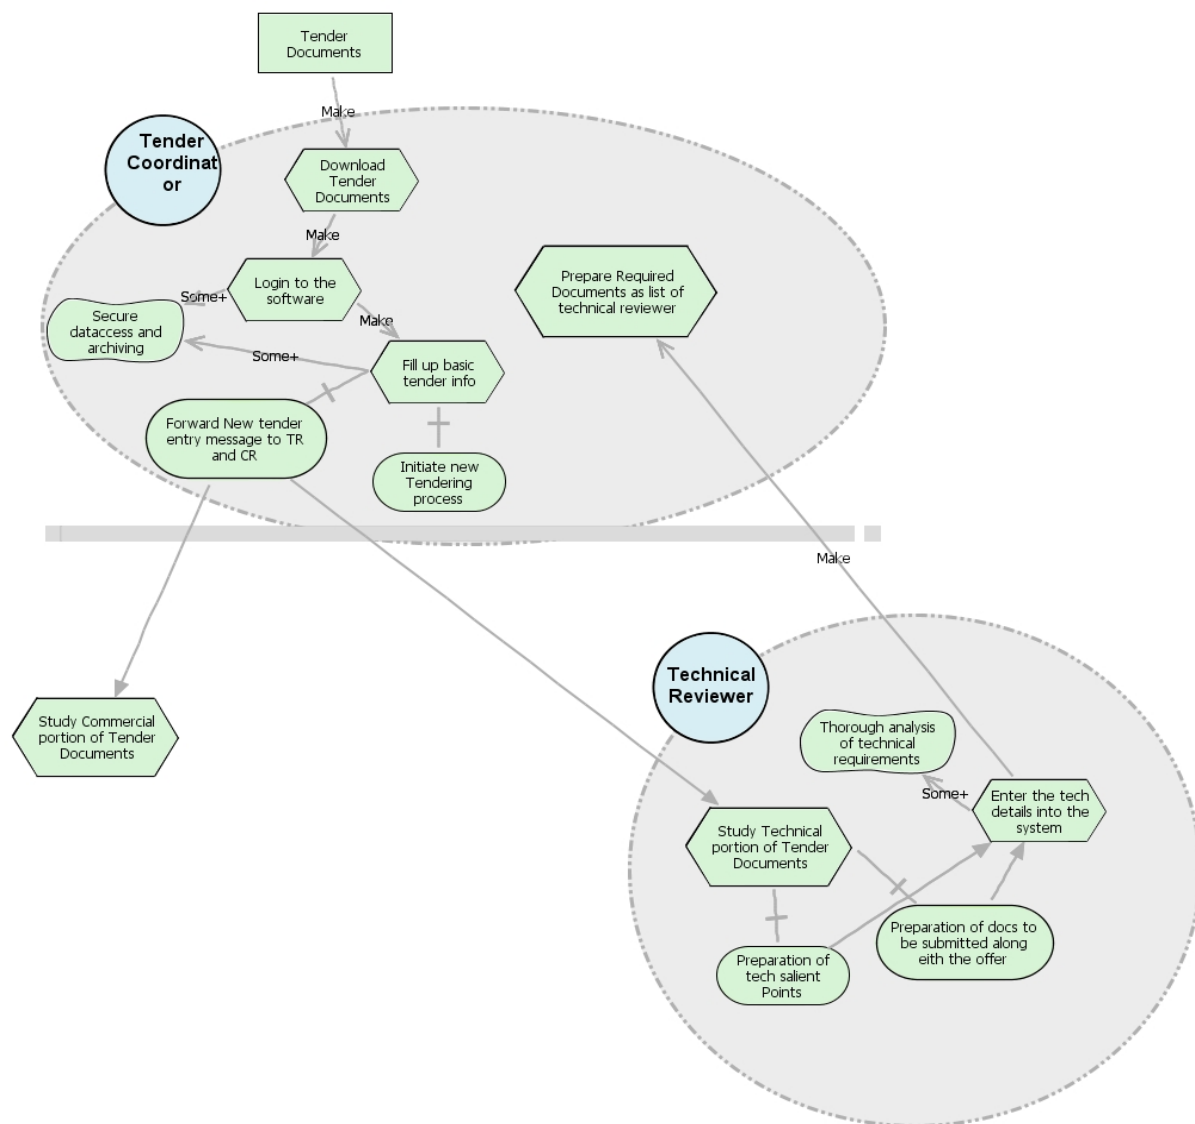 Tender
Documents
Make
Tender
Coordinat
or
Download
Tender
Documents
Make
Login to the
software
Some+
Secure
dataccess and
archiving
Make
Some+
Fill up basic
tender info
Prepare Required
Documents as list of
technical reviewer
Forward New tender
entry message to TR
and CR
Initiate new
Tendering
process
Make
Study Commercial
portion of Tender
Documents
Technical
Reviewer
Thorough analysis
of technical
requirements
Some+
Enter the tech
details into the
system
Study Technical
portion of Tender
Documents
Preparation of docs to
be submitted along
eith the offer
Preparation of
tech salient
Points